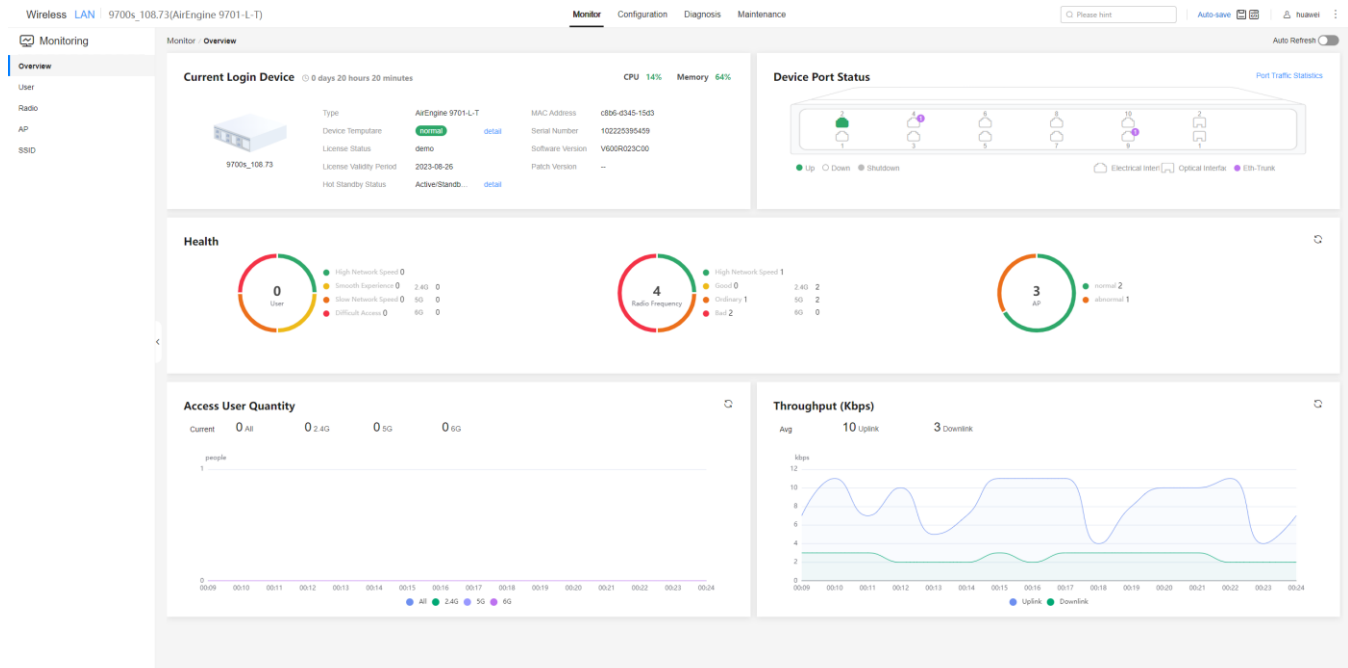 Wireless LAN 9700s_108.73(AirEngine 9701-L-T) Monitor Configuration Diagnosis Maintenance Please hint Auto-save huawei
Monitoring
Overview
User
Radio
AP
SSID
Monitor / Overview Auto Refresh
Current Login Device 0 days 20 hours 20 minutes CPU 14% Memory 64%
9700s_108.73
Type AirEngine 9701-L-T MAC Address c8b6-d345-15d3
Device Temputare normal detail Serial Number 102225395459
License Status demo Software Version V600R023C00
License Validity Period 2023-08-26 Patch Version --
Hot Standby Status Active/Standb... detail
Device Port Status Port Traffic Statistics
2 4 1 6 8 10 2
1
1 3 5 7 9 1
Up Down Shutdown Electrical Interf Optical Interfac Eth-Trunk
Health
0
User
High Network Speed 0
Smooth Experience 0 2.4G 0
Slow Network Speed 0 5G 0
Difficult Access 0 6G 0
4
Radio Frequency
High Network Speed 1
Good 0 2.4G 2
Ordinary 1 5G 2
Bad 2 6G 0
3
AP
normal 2
abnormal 1
Access User Quantity
Current 0 All 0 2.4G 0 5G 0 6G
people
1
0
00:09 00:10 00:11 00:12 00:13 00:14 00:15 00:16 00:17 00:18 00:19 00:20 00:21 00:22 00:23 00:24
All 2.4G 5G 6G
Throughput (Kbps)
Avg 10 Uplink 3 Downlink
kbps
12
10
8
6
4
2
0
00:09 00:10 00:11 00:12 00:13 00:14 00:15 00:16 00:17 00:18 00:19 00:20 00:21 00:22 00:23 00:24
Uplink Downlink